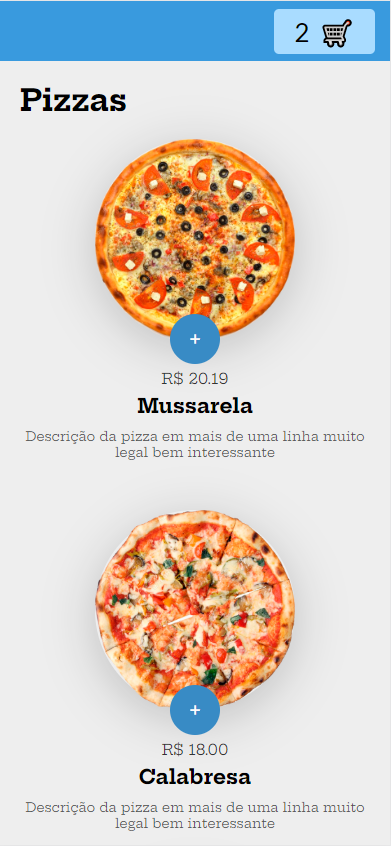 2
Pizzas
+
R$ 20.19
Mussarela
Descrição da pizza em mais de uma linha muito
legal bem interessante
+
R$ 18.00
Calabresa
Descrição da pizza em mais de uma linha muito
legal bem interessante